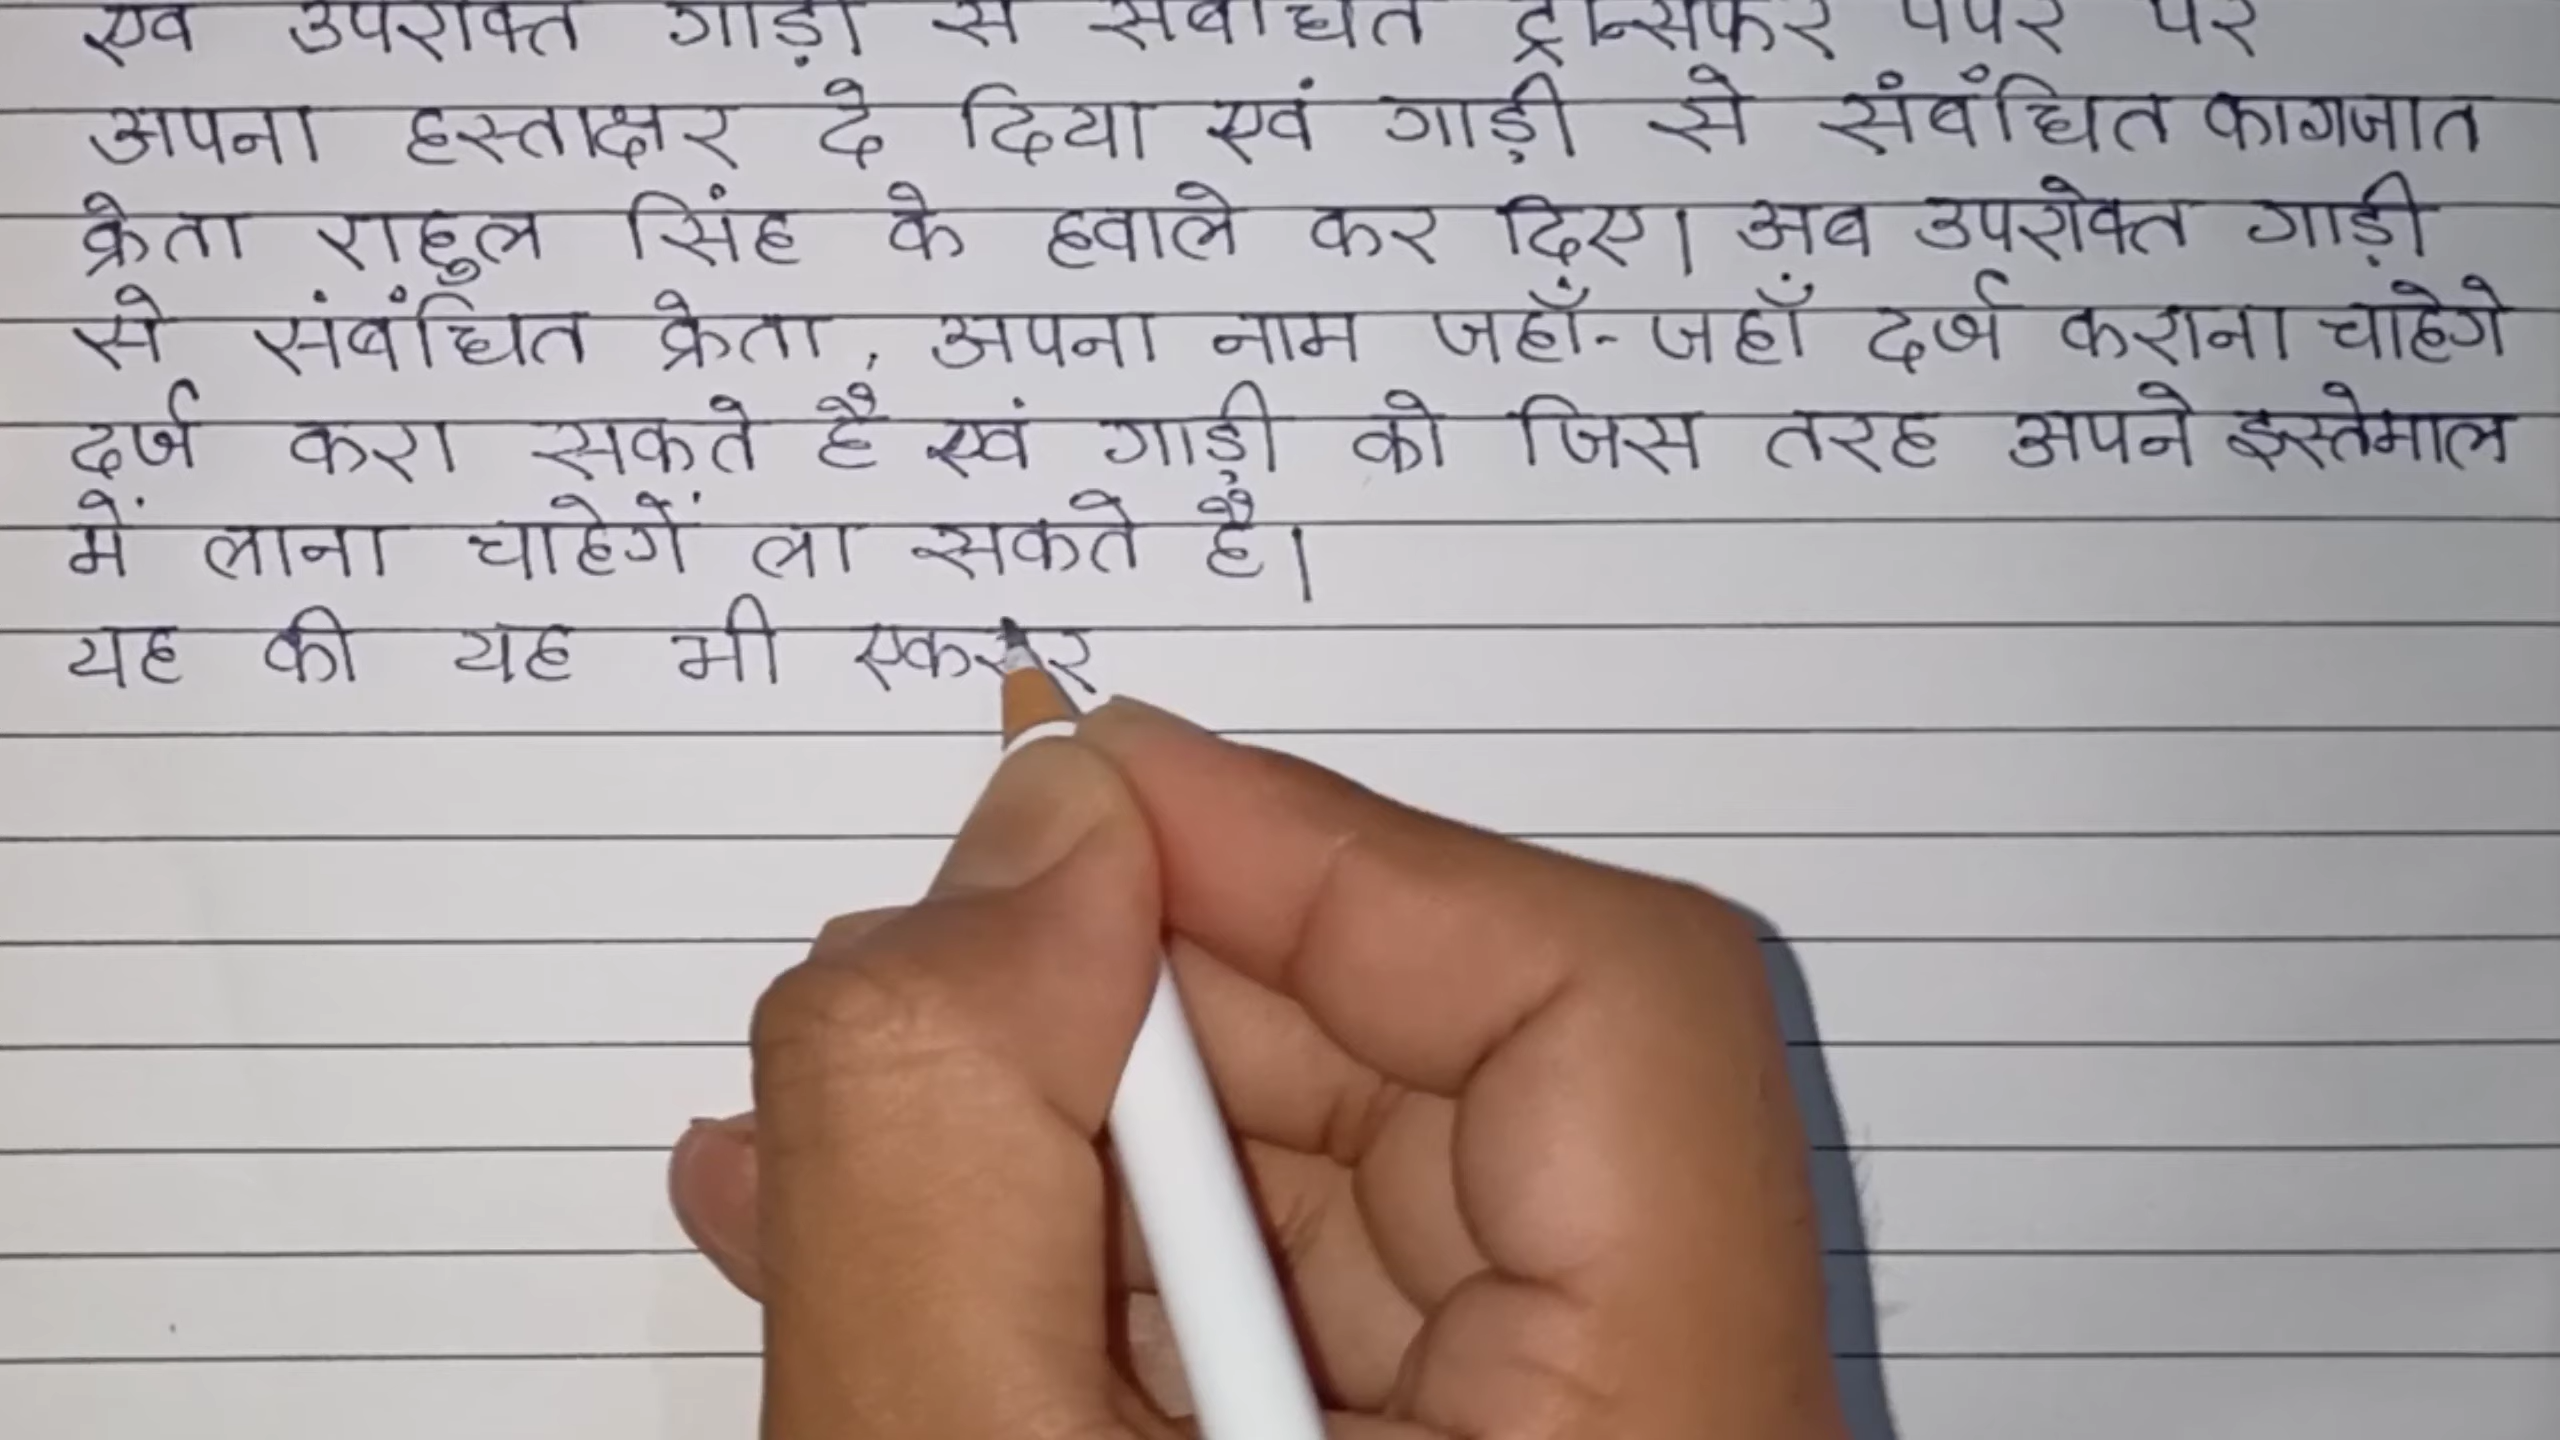 एवं उपरोक्त गाड़ी से संबंधित ट्रान्सफर पेपर पर
अपना हस्ताक्षर दे दिया एवं गाड़ी से संबंधित कागजात
क्रेता राहुल सिंह के हवाले कर दिए। अब उपरोक्त गाड़ी
से संबंधित क्रेता, अपना नाम जहाँ-जहाँ दर्ज कराना चाहेगे
दर्ज करा सकते है एवं गाड़ी को जिस तरह अपने इस्तेमाल
में लाना चाहेगें ला सकते है।
यह की यह भी